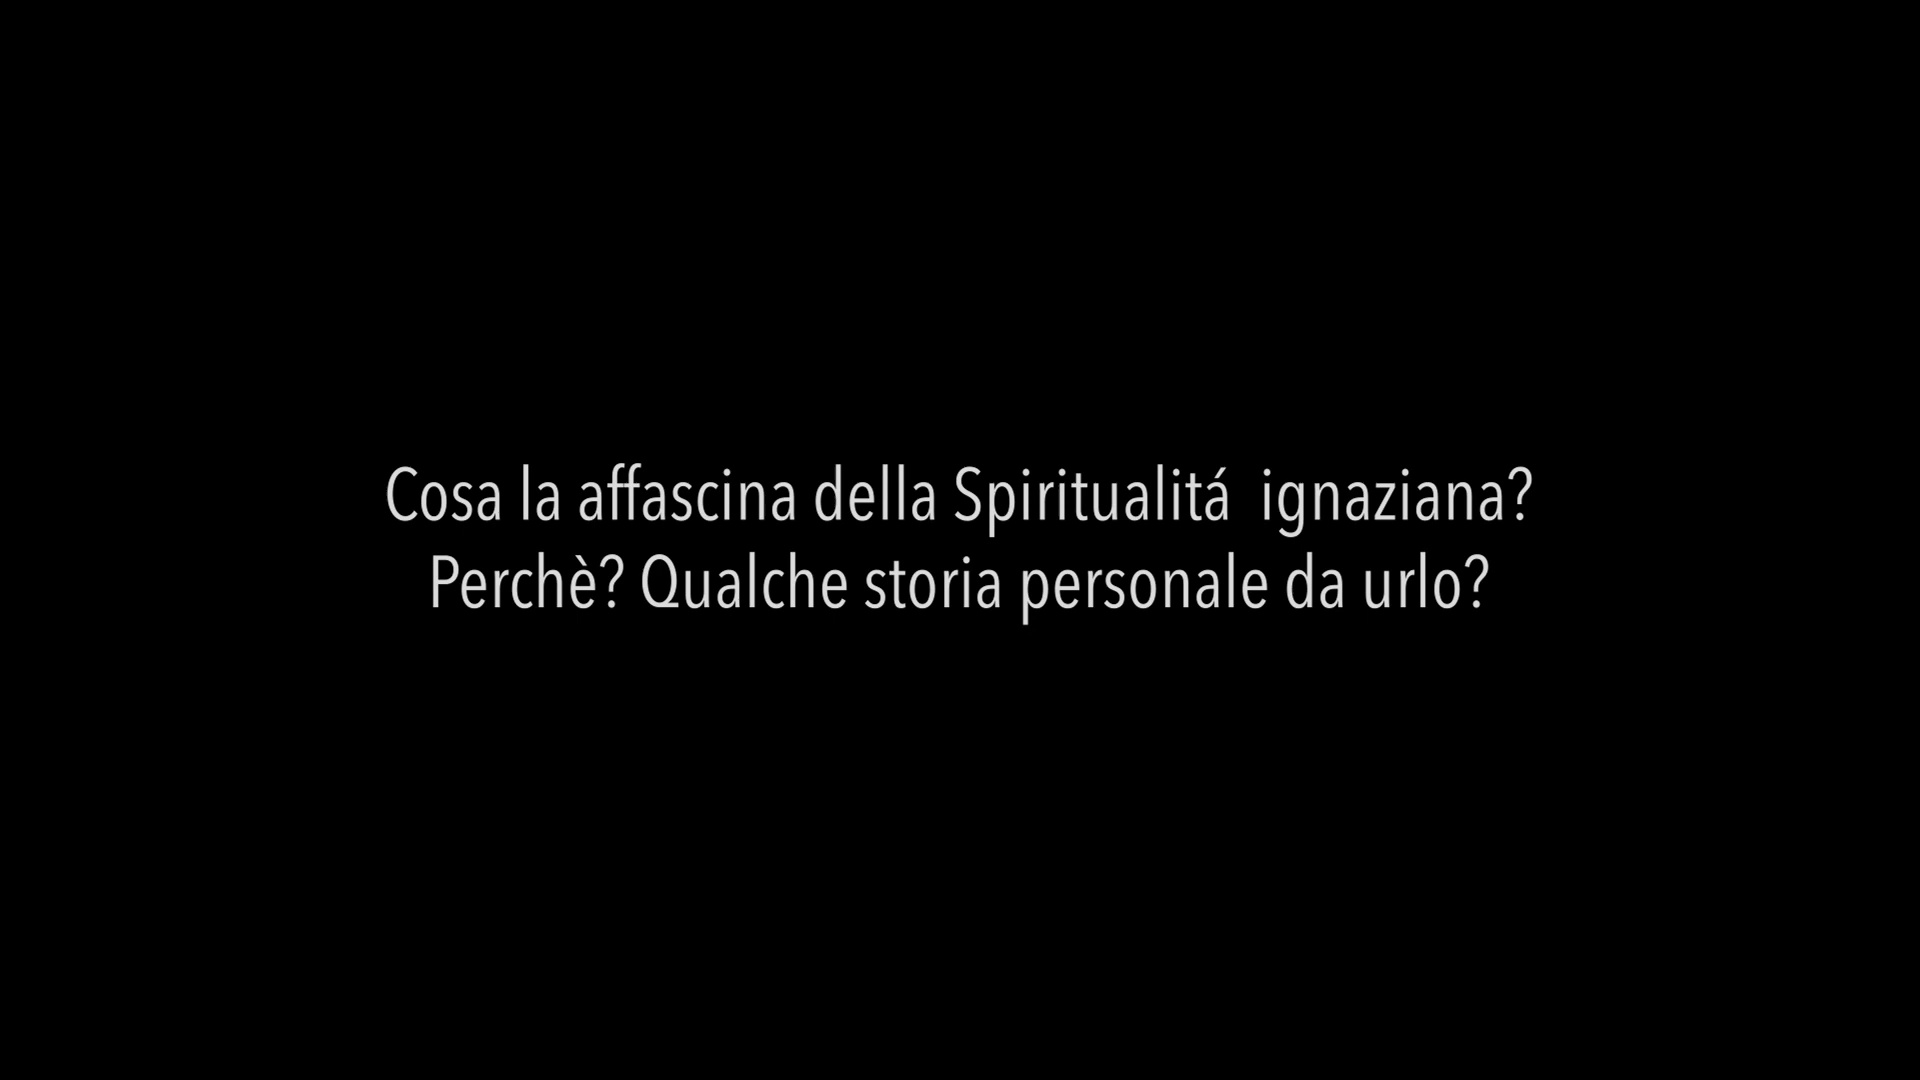 Cosa la affascina della Spiritualitá  ignaziana?
Perchè? Qualche storia personale da urlo?